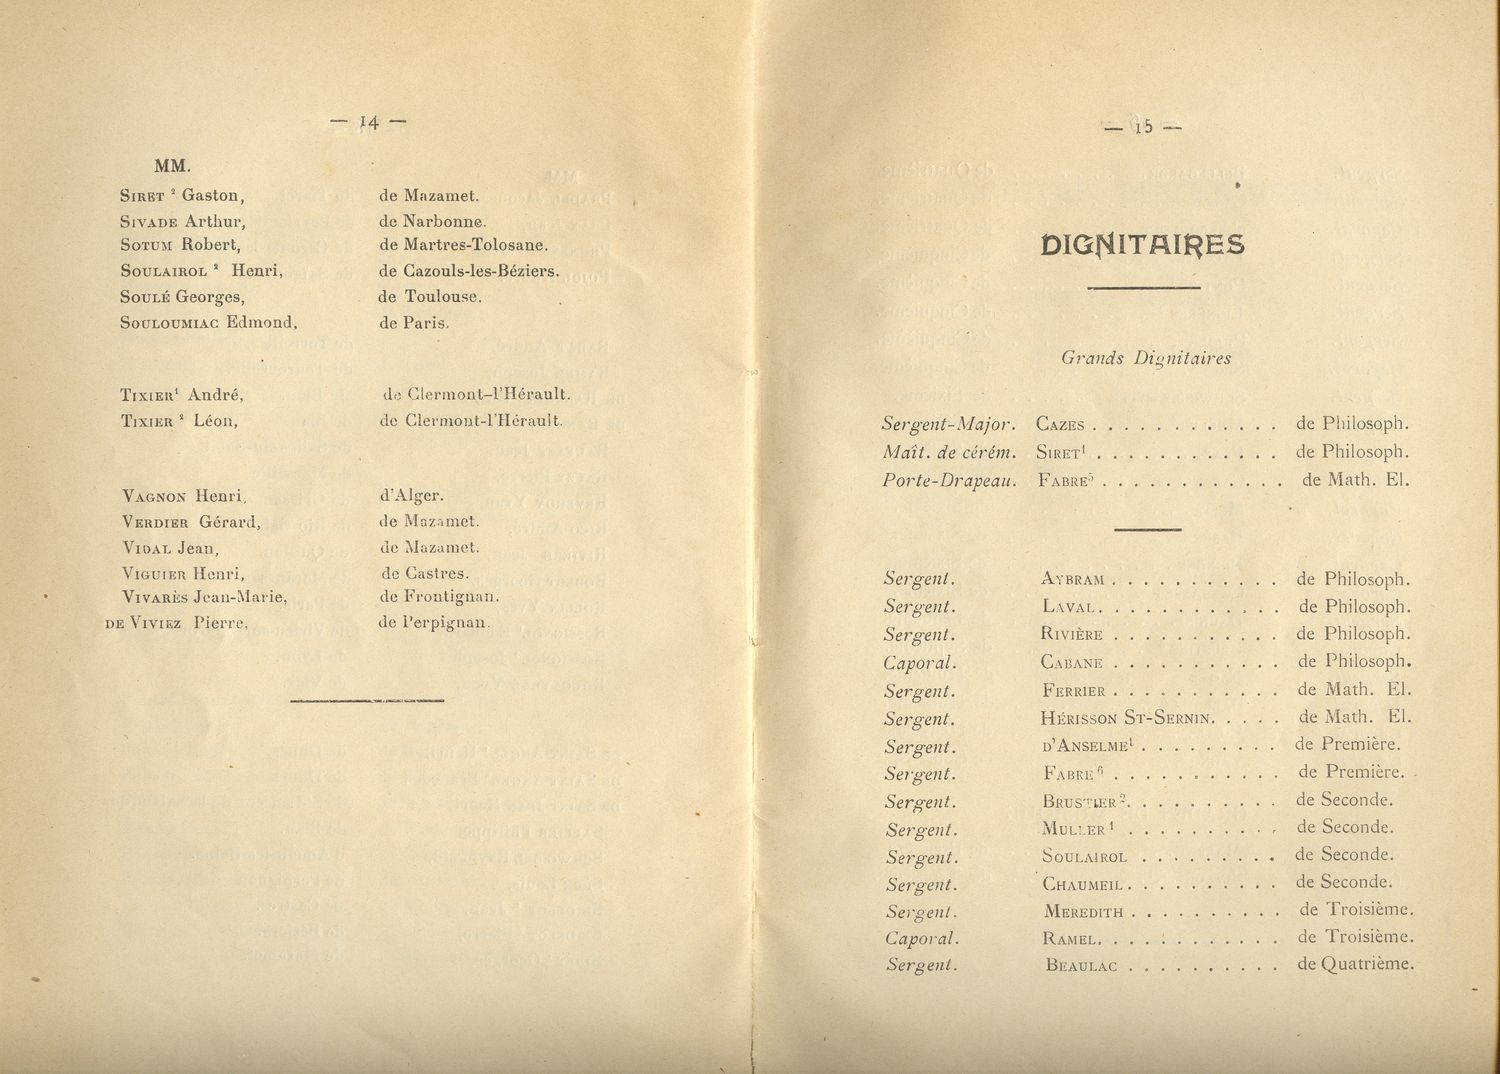 — 14 —
MM.
SIRET ² Gaston, de Mazamet.
SIVADE Arthur, de Narbonne.
SOTUM Robert, de Martres-Tolosane.
SOULAIROL ² Henri, de Cazouls-les-Béziers.
SOULÉ Georges, de Toulouse.
SOULOUMIAC Edmond, de Paris.
TIXIER¹ André, de Clermont-l'Hérault.
TIXIER ² Léon, de Clermont-l'Hérault.
VAGNON Henri, d'Alger.
VERDIER Gérard, de Mazamet.
VIDAL Jean, de Mazamet.
VIGUIER Henri, de Castres.
VIVARÈS Jean-Marie, de Frontignan.
DE VIVIEZ Pierre, de Perpignan.
— 15 —
DIGNITAIRES
Grands Dignitaires
Sergent-Major. CAZES . . . . . . . . . . . . de Philosoph.
Maît. de cérém. SIRET¹ . . . . . . . . . . . . de Philosoph.
Porte-Drapeau. FABRE⁵ . . . . . . . . . . . . de Math. El.
Sergent. AYBRAM . . . . . . . . . . . de Philosoph.
Sergent. LAVAL. . . . . . . . . . . . de Philosoph.
Sergent. RIVIÈRE . . . . . . . . . . . de Philosoph.
Caporal. CABANE . . . . . . . . . . . de Philosoph.
Sergent. FERRIER . . . . . . . . . . . de Math. El.
Sergent. HÉRISSON ST-SERNIN. . . . . de Math. El.
Sergent. D'ANSELME¹ . . . . . . . . . de Première.
Sergent. FABRE⁶ . . . . . . . . . . . de Première.
Sergent. BRUSTIER². . . . . . . . . . de Seconde.
Sergent. MULLER¹ . . . . . . . . . . de Seconde.
Sergent. SOULAIROL . . . . . . . . . de Seconde.
Sergent. CHAUMEIL . . . . . . . . . . de Seconde.
Sergent. MEREDITH . . . . . . . . . . de Troisième.
Caporal. RAMEL. . . . . . . . . . . . de Troisième.
Sergent. BEAULAC . . . . . . . . . . de Quatrième.